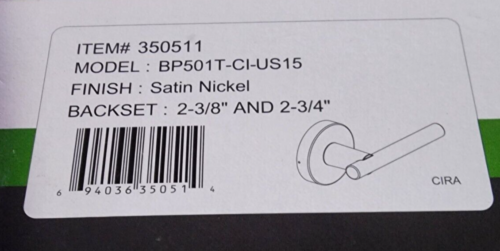 ITEM# 350511
MODEL : BP501T-CI-US15
FINISH : Satin Nickel
BACKSET : 2-3/8" AND 2-3/4"
6 94036 35051 4
CIRA